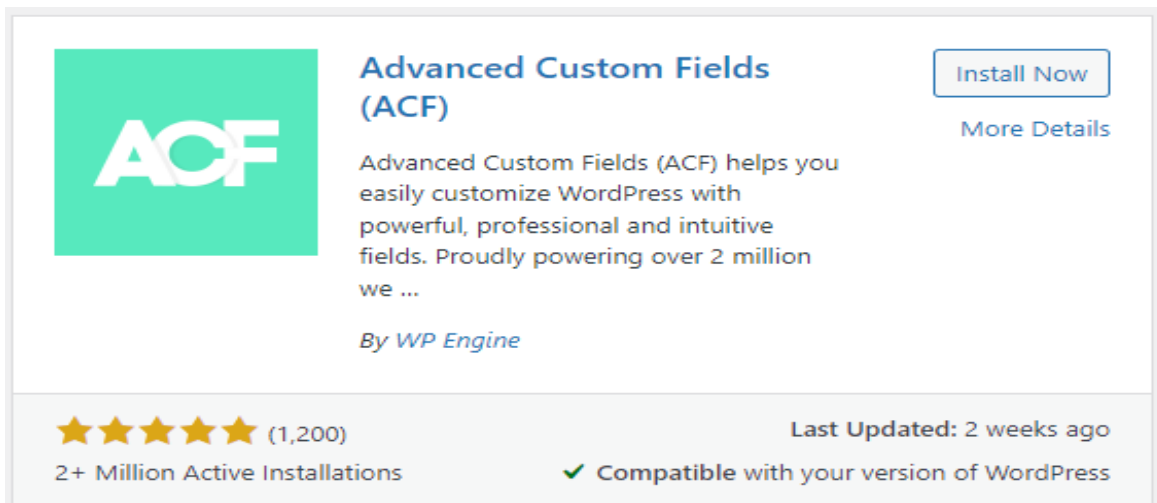 ACF
Advanced Custom Fields
(ACF)
Install Now
More Details
Advanced Custom Fields (ACF) helps you
easily customize WordPress with
powerful, professional and intuitive
fields. Proudly powering over 2 million
we ...
By WP Engine
(1,200)
Last Updated: 2 weeks ago
2+ Million Active Installations
Compatible with your version of WordPress